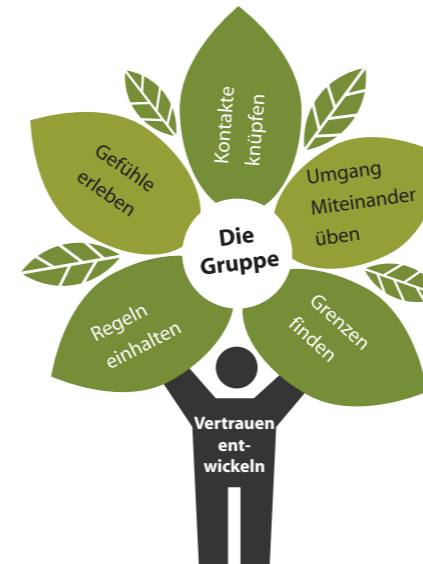 Kontakte
knüpfen
Gefühle
erleben
Umgang
Miteinander
üben
Die
Gruppe
Regeln
einhalten
Grenzen
finden
Vertrauen
ent-
wickeln